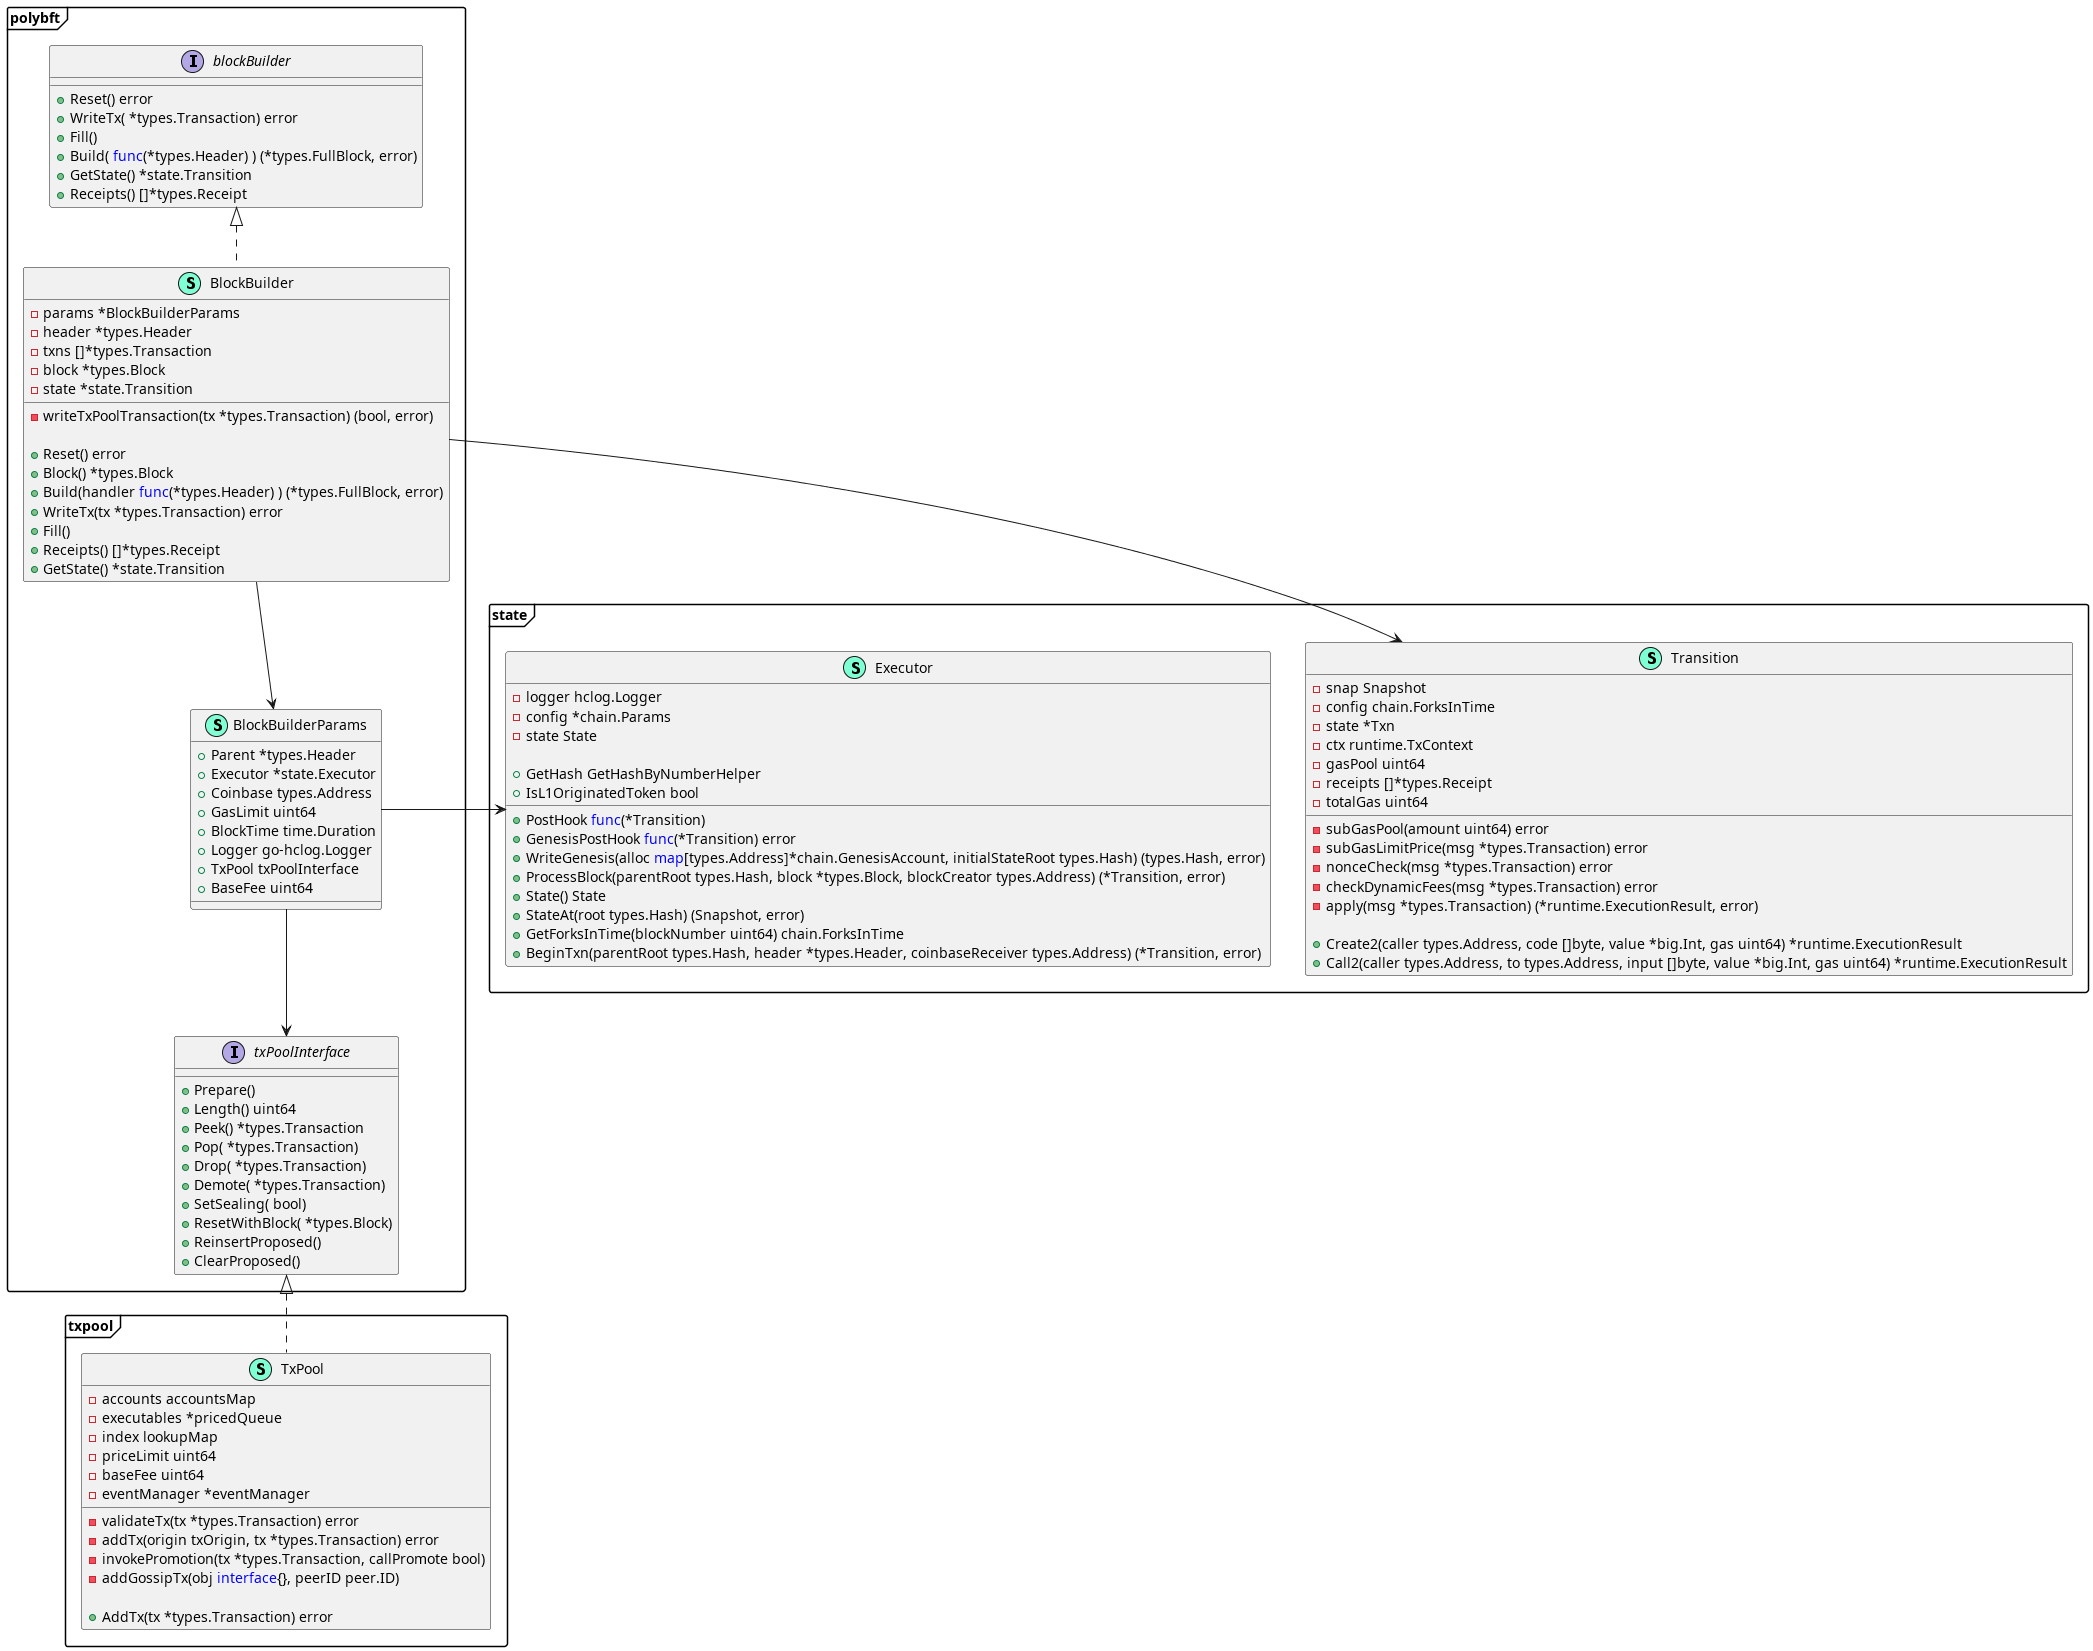 polybft
I blockBuilder
Reset() error
WriteTx( *types.Transaction) error
Fill()
Build( func(*types.Header) ) (*types.FullBlock, error)
GetState() *state.Transition
Receipts() []*types.Receipt
S BlockBuilder
params *BlockBuilderParams
header *types.Header
txns []*types.Transaction
block *types.Block
state *state.Transition
writeTxPoolTransaction(tx *types.Transaction) (bool, error)
Reset() error
Block() *types.Block
Build(handler func(*types.Header) ) (*types.FullBlock, error)
WriteTx(tx *types.Transaction) error
Fill()
Receipts() []*types.Receipt
GetState() *state.Transition
S BlockBuilderParams
Parent *types.Header
Executor *state.Executor
Coinbase types.Address
GasLimit uint64
BlockTime time.Duration
Logger go-hclog.Logger
TxPool txPoolInterface
BaseFee uint64
I txPoolInterface
Prepare()
Length() uint64
Peek() *types.Transaction
Pop( *types.Transaction)
Drop( *types.Transaction)
Demote( *types.Transaction)
SetSealing( bool)
ResetWithBlock( *types.Block)
ReinsertProposed()
ClearProposed()
state
S Executor
logger hclog.Logger
config *chain.Params
state State
GetHash GetHashByNumberHelper
IsL1OriginatedToken bool
PostHook func(*Transition)
GenesisPostHook func(*Transition) error
WriteGenesis(alloc map[types.Address]*chain.GenesisAccount, initialStateRoot types.Hash) (types.Hash, error)
ProcessBlock(parentRoot types.Hash, block *types.Block, blockCreator types.Address) (*Transition, error)
State() State
StateAt(root types.Hash) (Snapshot, error)
GetForksInTime(blockNumber uint64) chain.ForksInTime
BeginTxn(parentRoot types.Hash, header *types.Header, coinbaseReceiver types.Address) (*Transition, error)
S Transition
snap Snapshot
config chain.ForksInTime
state *Txn
ctx runtime.TxContext
gasPool uint64
receipts []*types.Receipt
totalGas uint64
subGasPool(amount uint64) error
subGasLimitPrice(msg *types.Transaction) error
nonceCheck(msg *types.Transaction) error
checkDynamicFees(msg *types.Transaction) error
apply(msg *types.Transaction) (*runtime.ExecutionResult, error)
Create2(caller types.Address, code []byte, value *big.Int, gas uint64) *runtime.ExecutionResult
Call2(caller types.Address, to types.Address, input []byte, value *big.Int, gas uint64) *runtime.ExecutionResult
txpool
S TxPool
accounts accountsMap
executables *pricedQueue
index lookupMap
priceLimit uint64
baseFee uint64
eventManager *eventManager
validateTx(tx *types.Transaction) error
addTx(origin txOrigin, tx *types.Transaction) error
invokePromotion(tx *types.Transaction, callPromote bool)
addGossipTx(obj interface{}, peerID peer.ID)
AddTx(tx *types.Transaction) error